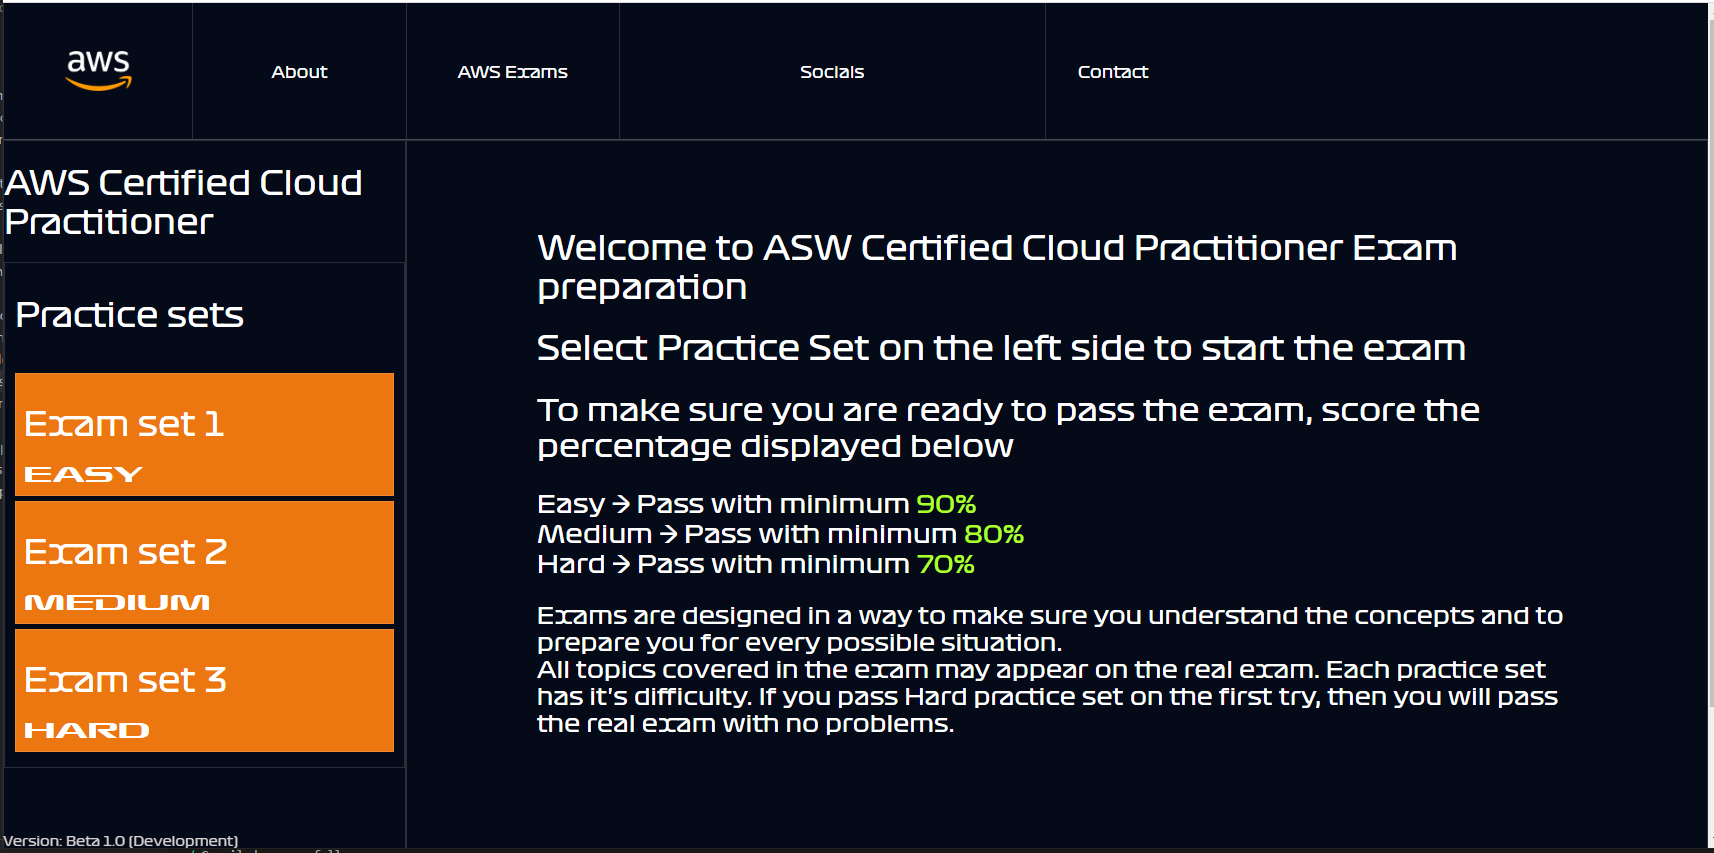 aws
About
AWS Exams
Socials
Contact
AWS Certified Cloud
Practitioner
Practice sets
Exam set 1
EASY
Exam set 2
MEDIUM
Exam set 3
HARD
Welcome to ASW Certified Cloud Practitioner Exam
preparation
Select Practice Set on the left side to start the exam
To make sure you are ready to pass the exam, score the
percentage displayed below
Easy → Pass with minimum 90%
Medium → Pass with minimum 80%
Hard → Pass with minimum 70%
Exams are designed in a way to make sure you understand the concepts and to
prepare you for every possible situation.
All topics covered in the exam may appear on the real exam. Each practice set
has it's difficulty. If you pass Hard practice set on the first try, then you will pass
the real exam with no problems.
Version: Beta 1.0 (Development)